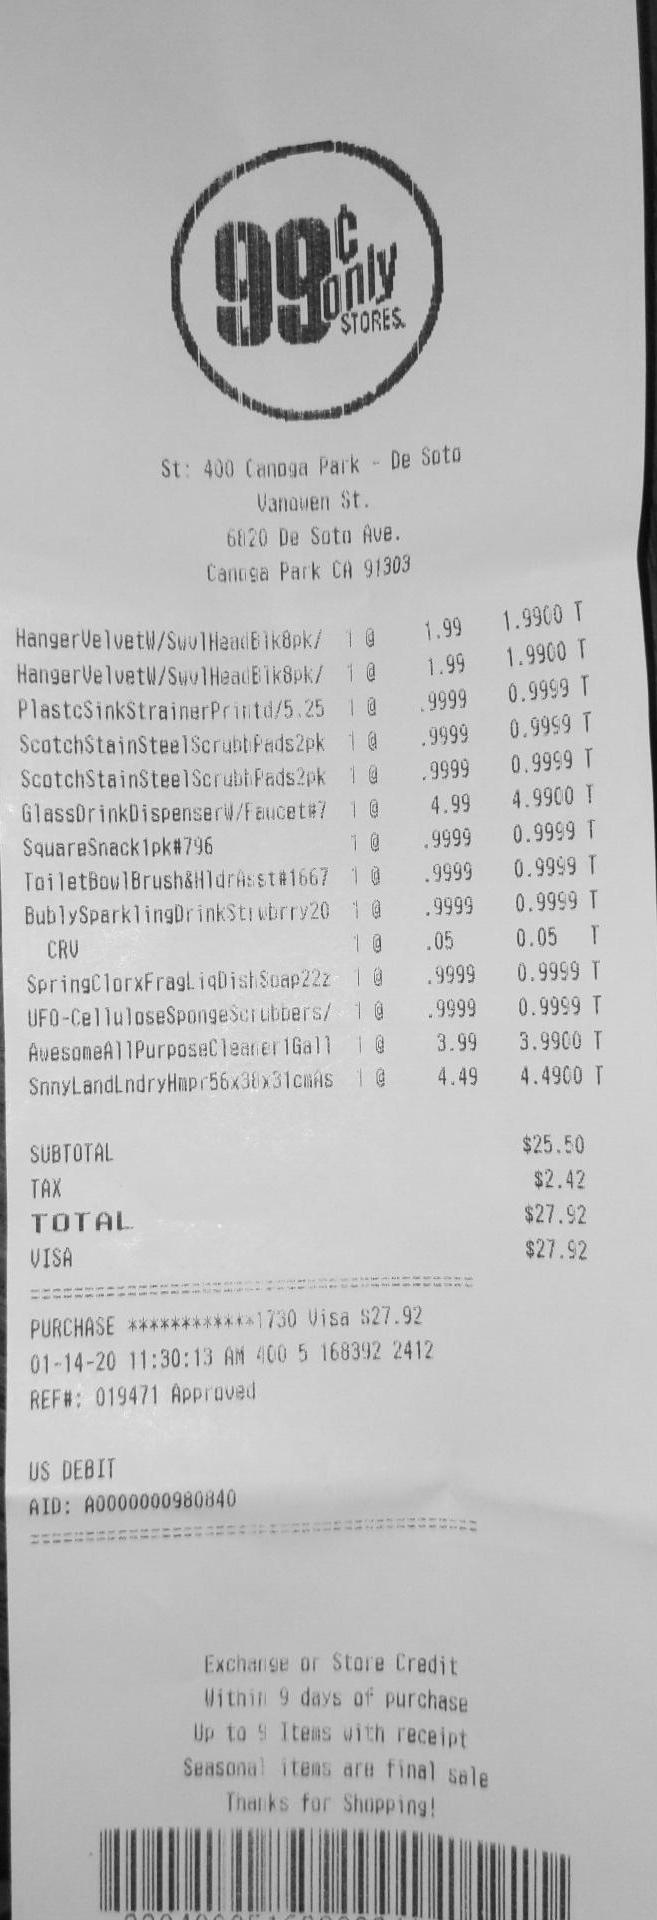 99¢ only
STORES.
St: 400 Canoga Park - De Soto
Vanowen St.
6820 De Soto Ave.
Canoga Park CA 91303
HangerVelvetW/SwvlHeadBlk8pk/ 1 @ 1.99 1.9900 T
HangerVelvetW/SwvlHeadBlk8pk/ 1 @ 1.99 1.9900 T
PlastcSinkStrainerPrintd/5.25 1 @ .9999 0.9999 T
ScotchStainSteelScrubbPads2pk 1 @ .9999 0.9999 T
ScotchStainSteelScrubbPads2pk 1 @ .9999 0.9999 T
GlassDrinkDispenserW/Faucet#7 1 @ 4.99 4.9900 T
SquareSnack1pk#796 1 @ .9999 0.9999 T
ToiletBowlBrush&HldrAsst#1667 1 @ .9999 0.9999 T
BublySparklingDrinkStrwbrry20 1 @ .9999 0.9999 T
CRV 1 @ .05 0.05 T
SpringClorxFragLiqDishSoap22z 1 @ .9999 0.9999 T
UFO-CelluloseSpongeScrubbers/ 1 @ .9999 0.9999 T
AwesomeAllPurposeCleaner1Gall 1 @ 3.99 3.9900 T
SnnyLandLndryHmpr56x38x31cmAs 1 @ 4.49 4.4900 T
SUBTOTAL $25.50
TAX $2.42
TOTAL $27.92
VISA $27.92
PURCHASE ************1730 Visa $27.92
01-14-20 11:30:13 AM 400 5 168392 2412
REF#: 019471 Approved
US DEBIT
AID: A0000000980840
Exchange or Store Credit
Within 9 days of purchase
Up to 9 Items with receipt
Seasonal items are final sale
Thanks for Shopping!